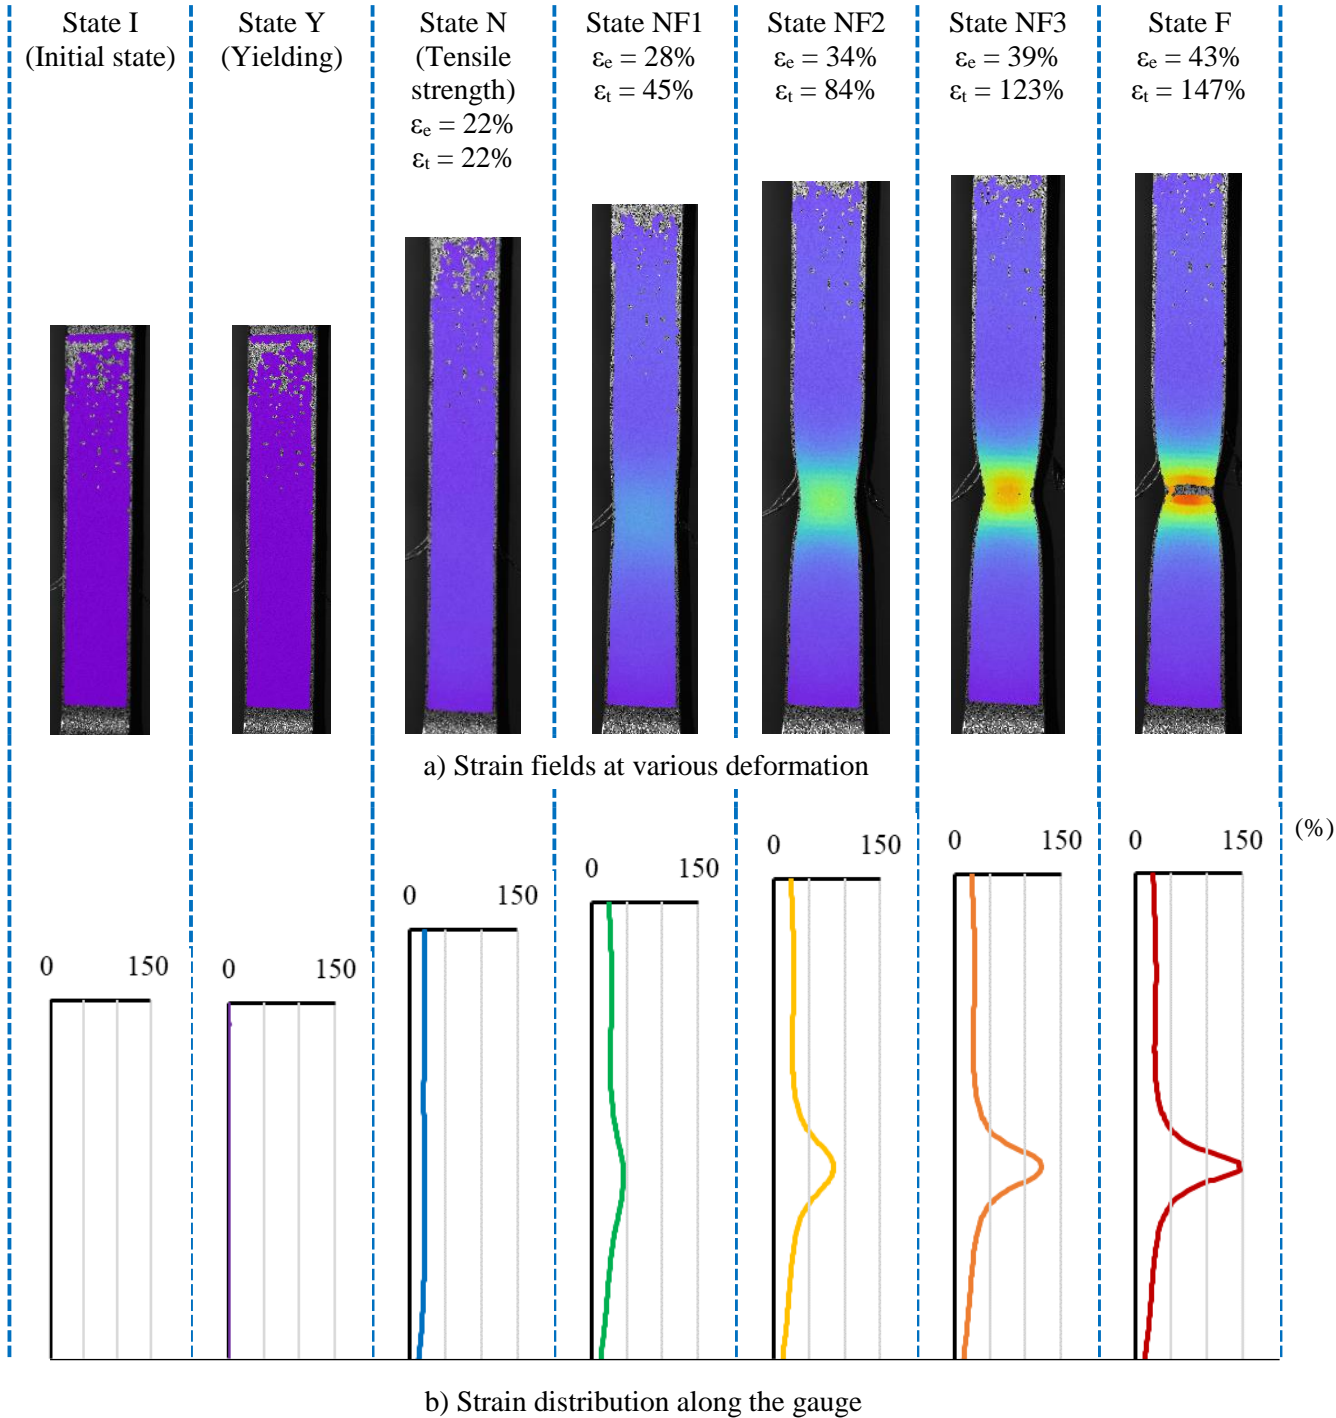 State I
(Initial state)
State Y
(Yielding)
State N
(Tensile
strength)
εe = 22%
εt = 22%
State NF1
εe = 28%
εt = 45%
State NF2
εe = 34%
εt = 84%
State NF3
εe = 39%
εt = 123%
State F
εe = 43%
εt = 147%
a) Strain fields at various deformation
(%)
0 150
0 150
0 150
0 150
0 150
0 150
0 150
b) Strain distribution along the gauge